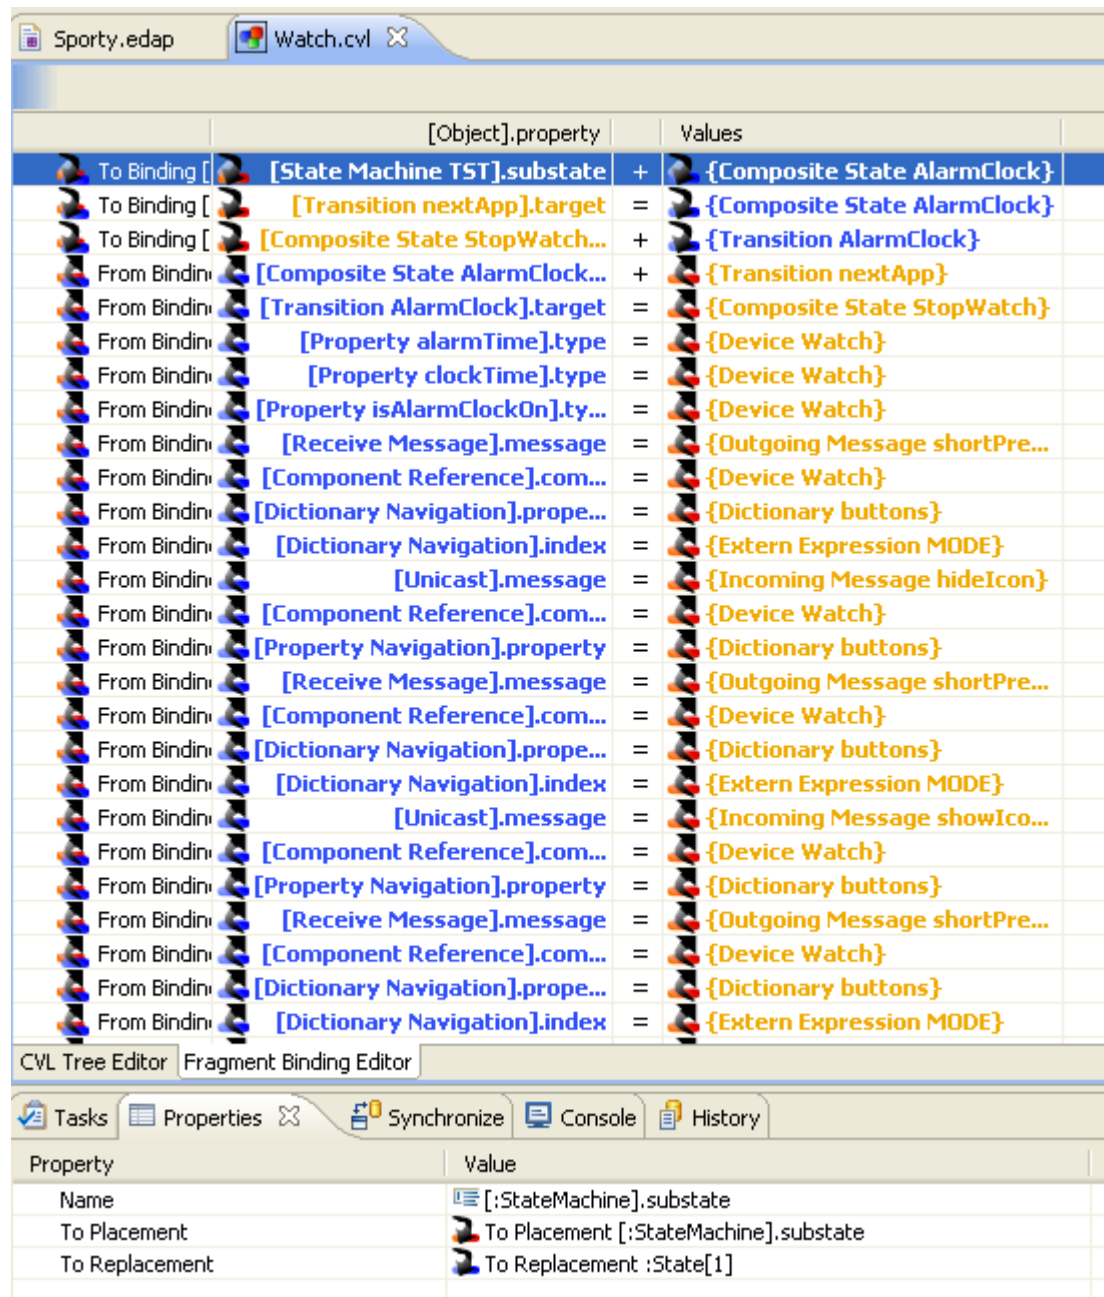 Sporty.edap Watch.cvl
[Object].property Values
To Binding [ [State Machine TST].substate + {Composite State AlarmClock}
To Binding [ [Transition nextApp].target = {Composite State AlarmClock}
To Binding [ [Composite State StopWatch... + {Transition AlarmClock}
From Bindin [Composite State AlarmClock... + {Transition nextApp}
From Bindin [Transition AlarmClock].target = {Composite State StopWatch}
From Bindin [Property alarmTime].type = {Device Watch}
From Bindin [Property clockTime].type = {Device Watch}
From Bindin [Property isAlarmClockOn].ty... = {Device Watch}
From Bindin [Receive Message].message = {Outgoing Message shortPre...
From Bindin [Component Reference].com... = {Device Watch}
From Bindin [Dictionary Navigation].prope... = {Dictionary buttons}
From Bindin [Dictionary Navigation].index = {Extern Expression MODE}
From Bindin [Unicast].message = {Incoming Message hideIcon}
From Bindin [Component Reference].com... = {Device Watch}
From Bindin [Property Navigation].property = {Dictionary buttons}
From Bindin [Receive Message].message = {Outgoing Message shortPre...
From Bindin [Component Reference].com... = {Device Watch}
From Bindin [Dictionary Navigation].prope... = {Dictionary buttons}
From Bindin [Dictionary Navigation].index = {Extern Expression MODE}
From Bindin [Unicast].message = {Incoming Message showIco...
From Bindin [Component Reference].com... = {Device Watch}
From Bindin [Property Navigation].property = {Dictionary buttons}
From Bindin [Receive Message].message = {Outgoing Message shortPre...
From Bindin [Component Reference].com... = {Device Watch}
From Bindin [Dictionary Navigation].prope... = {Dictionary buttons}
From Bindin [Dictionary Navigation].index = {Extern Expression MODE}
CVL Tree Editor Fragment Binding Editor
Tasks Properties Synchronize Console History
Property Value
Name [:StateMachine].substate
To Placement To Placement [:StateMachine].substate
To Replacement To Replacement :State[1]